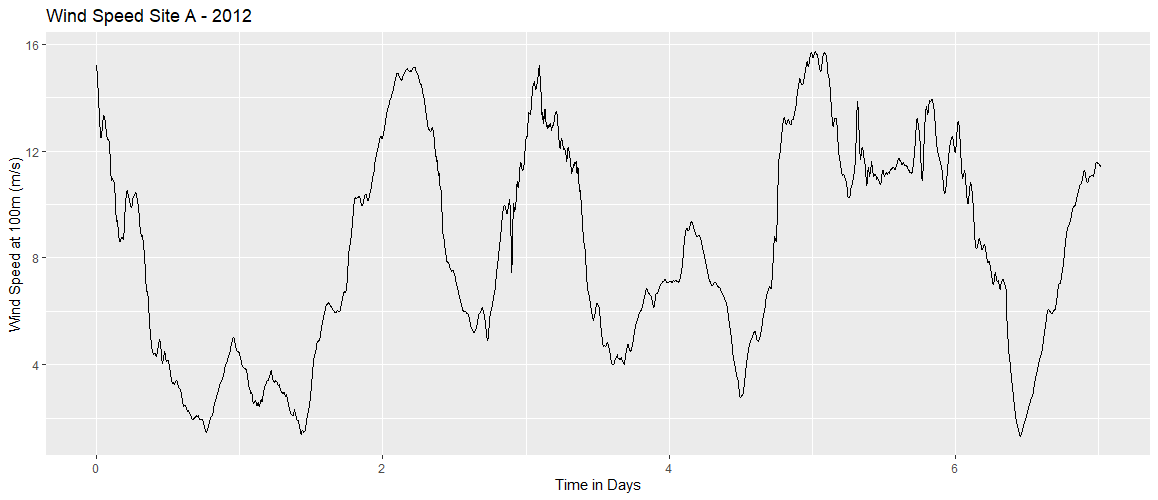 Wind Speed Site A - 2012
Wind Speed at 100m (m/s)
16
12
8
4
0 2 4 6
Time in Days